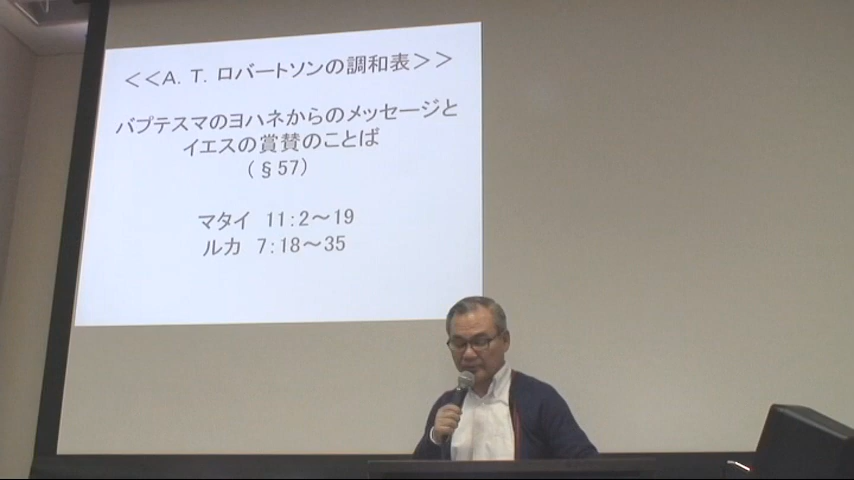 <<A. T. ロバートソンの調和表>>
バプテスマのヨハネからのメッセージと
イエスの賞賛のことば
(§57)
マタイ 11:2～19
ルカ 7:18～35